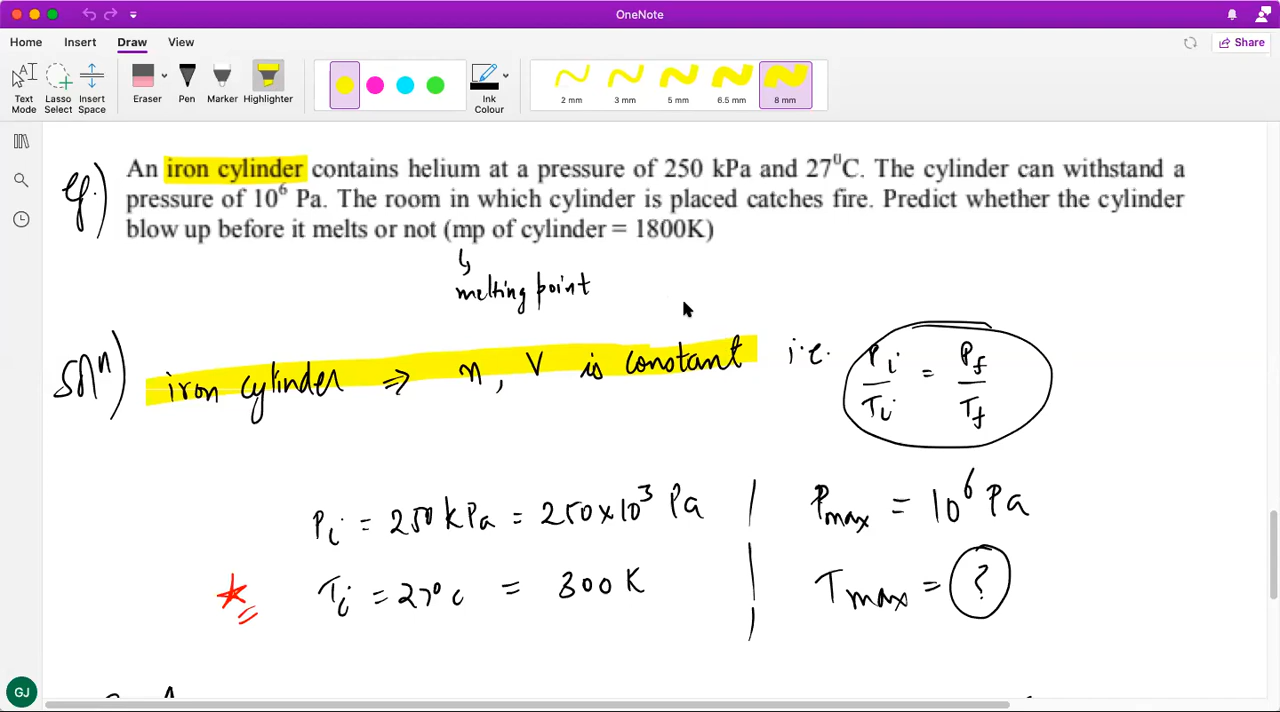 OneNote
Home Insert Draw View
Share
Text Mode
Lasso Select
Insert Space
Eraser
Pen
Marker
Highlighter
Ink Colour
2 mm
3 mm
5 mm
6.5 mm
8 mm
eg.) An iron cylinder contains helium at a pressure of 250 kPa and 27⁰C. The cylinder can withstand a
pressure of 10⁶ Pa. The room in which cylinder is placed catches fire. Predict whether the cylinder
blow up before it melts or not (mp of cylinder = 1800K)
↳ melting point
Solⁿ) iron cylinder ⇒ n, V is constant i.e. Pi/Ti = Pf/Tf
Pi = 250 kPa = 250×10³ Pa | Pmax = 10⁶ Pa
Ti = 27⁰C = 300 K | Tmax = ?
GJ